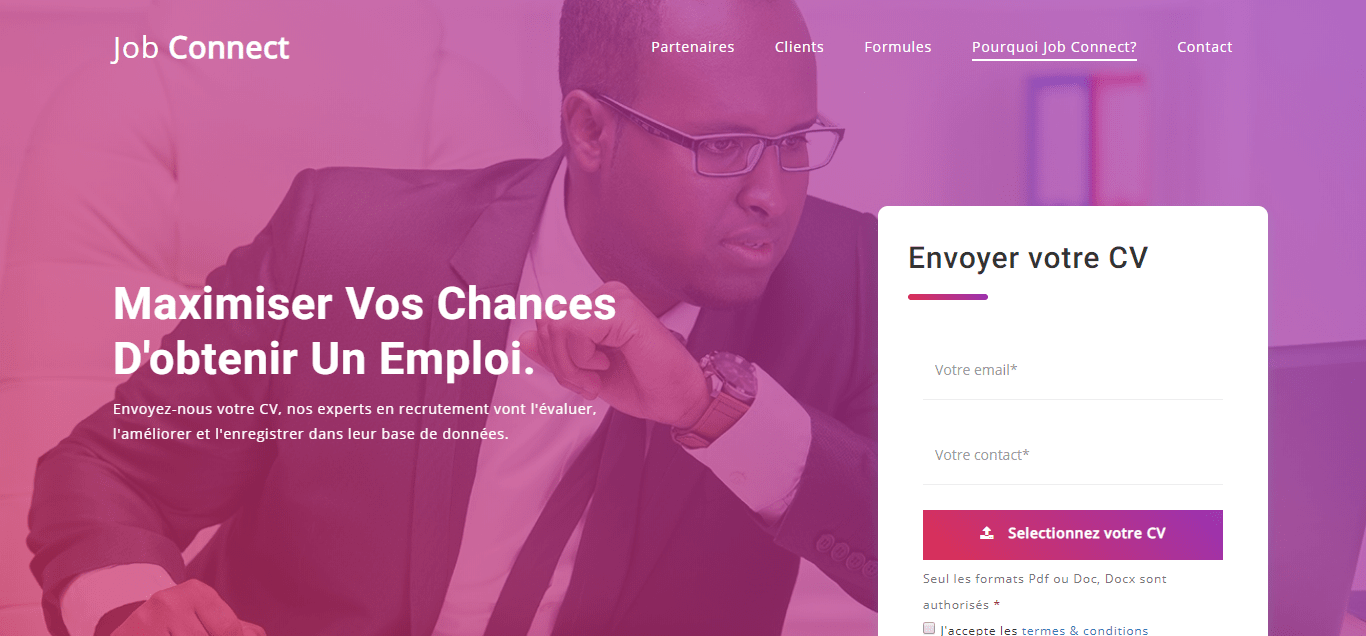 Job Connect
Partenaires
Clients
Formules
Pourquoi Job Connect?
Contact
Maximiser Vos Chances
D'obtenir Un Emploi.
Envoyez-nous votre CV, nos experts en recrutement vont l'évaluer,
l'améliorer et l'enregistrer dans leur base de données.
Envoyer votre CV
Votre email*
Votre contact*
Selectionnez votre CV
Seul les formats Pdf ou Doc, Docx sont
authorisés *
J'accepte les termes & conditions